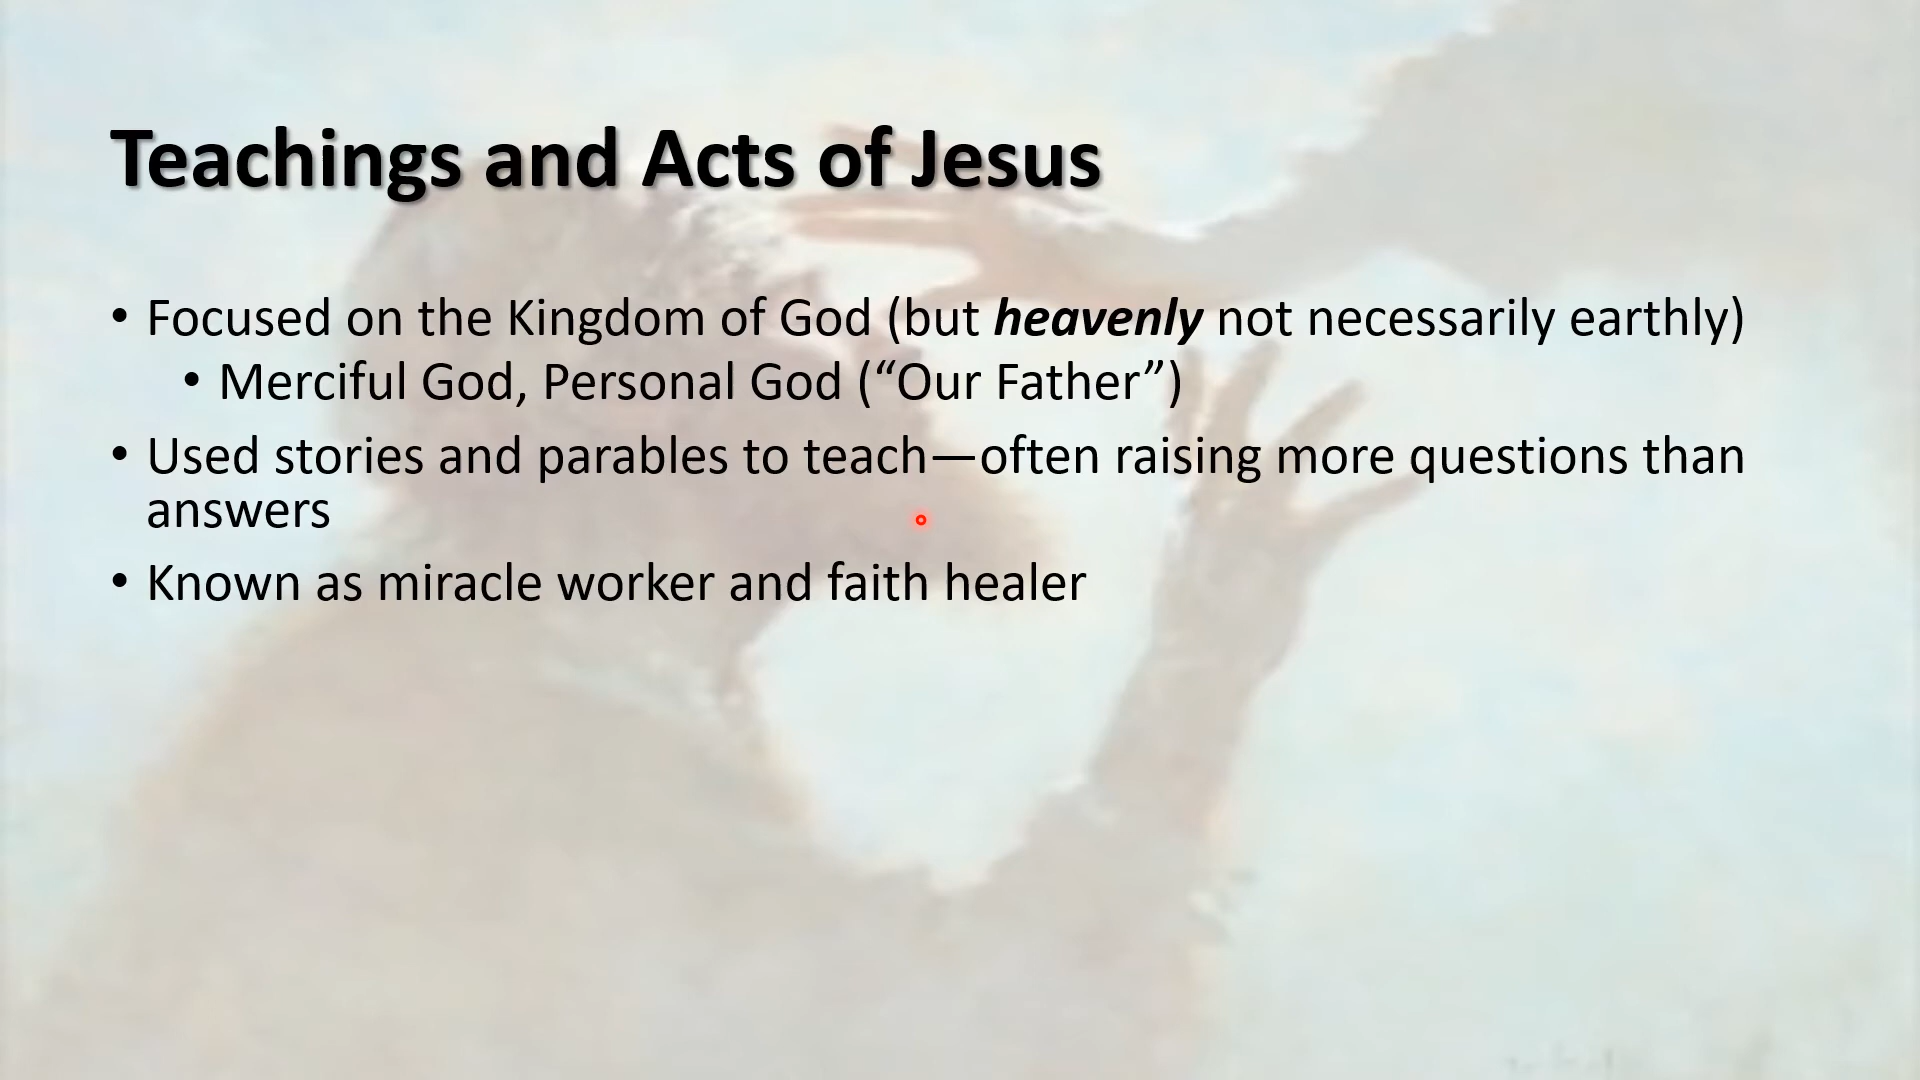 Teachings and Acts of Jesus
• Focused on the Kingdom of God (but heavenly not necessarily earthly)
• Merciful God, Personal God (“Our Father”)
• Used stories and parables to teach—often raising more questions than
answers
• Known as miracle worker and faith healer